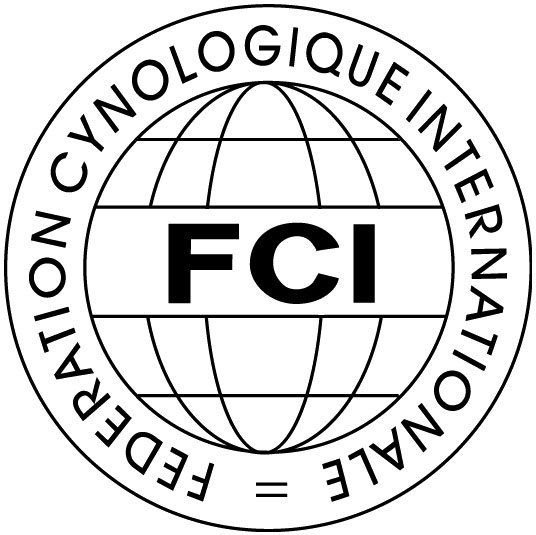 FEDERATION CYNOLOGIQUE INTERNATIONALE =
FCI